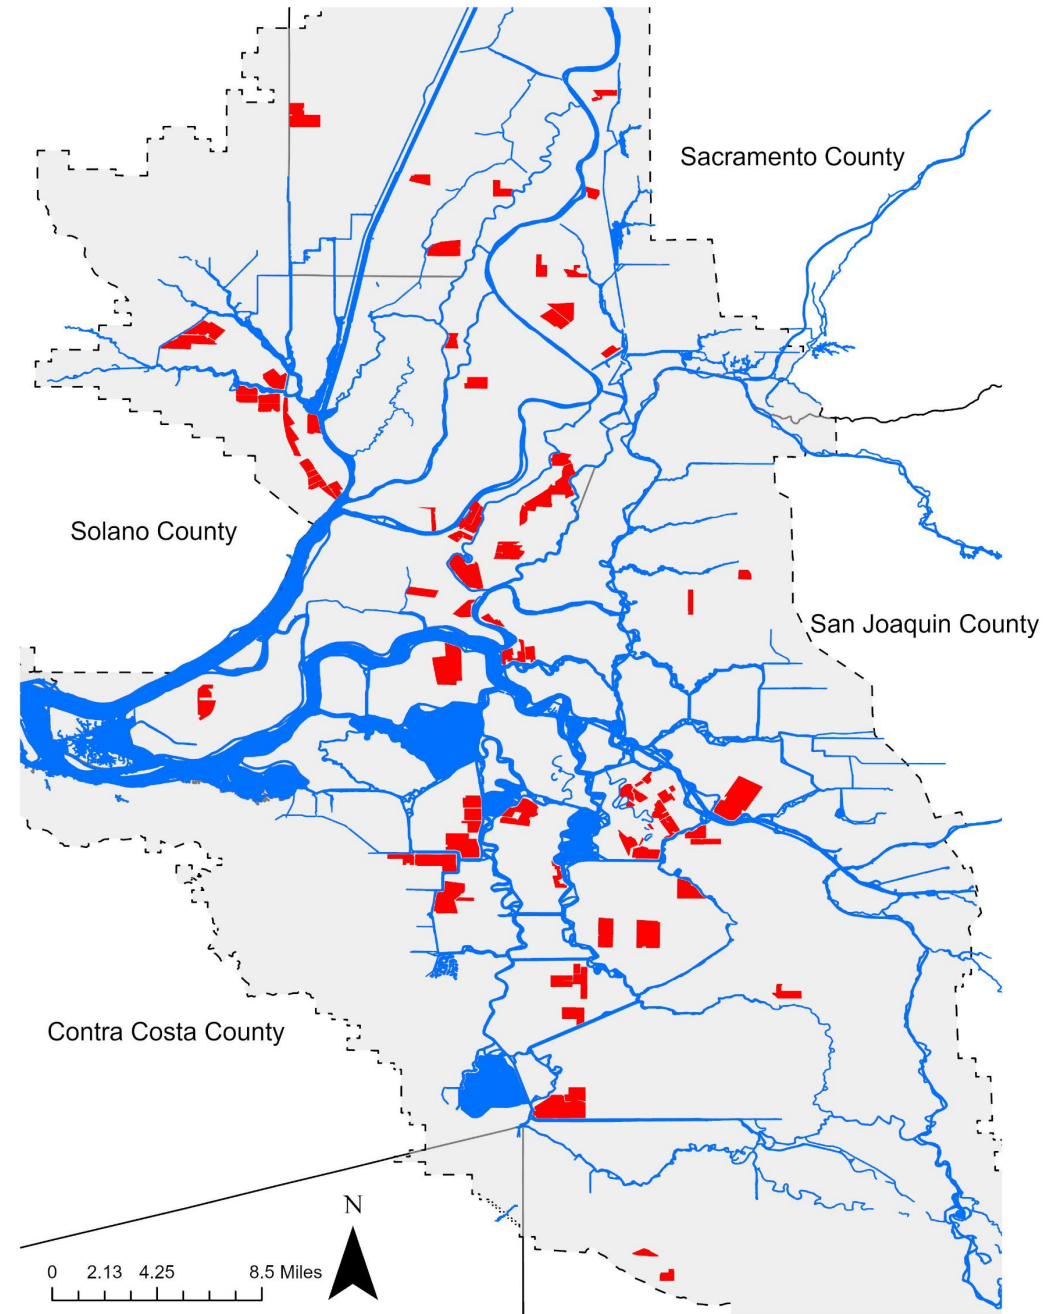 Sacramento County
Solano County
San Joaquin County
Contra Costa County
N
0 2.13 4.25 8.5 Miles